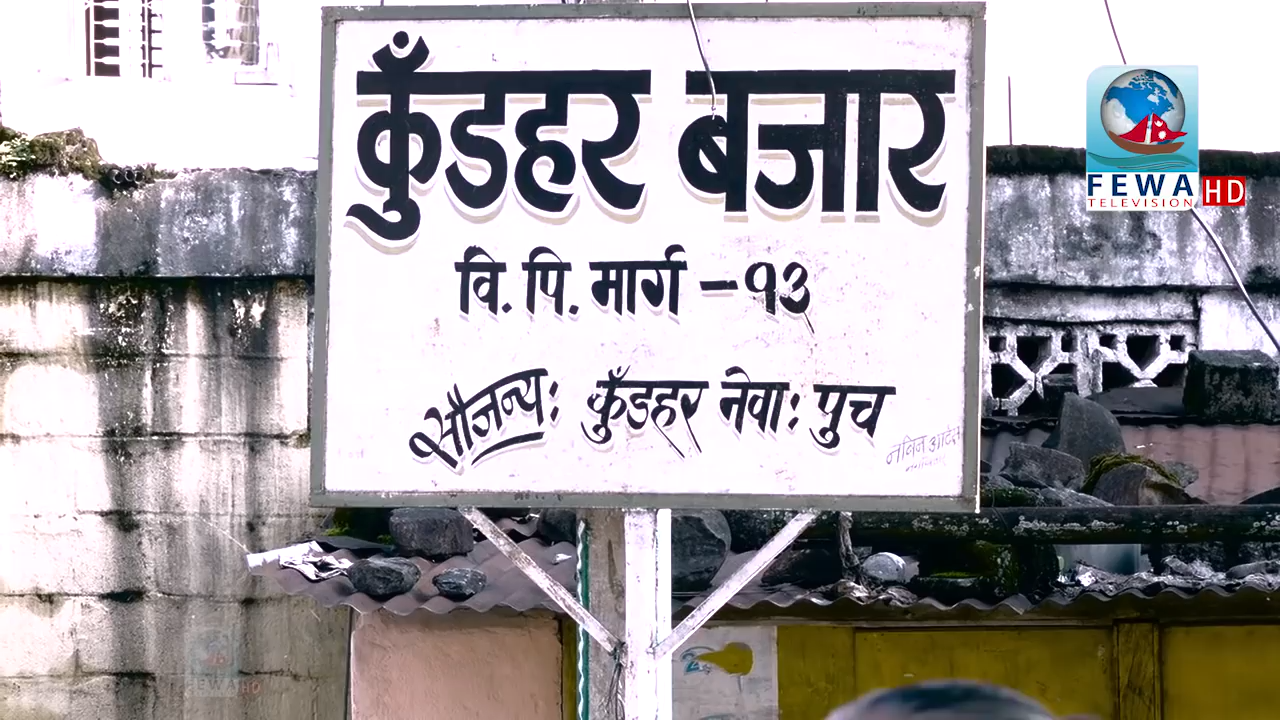 कुँडहर बजार
वि. पि. मार्ग – १३
सौजन्य: कुँडहर नेवा: पुच
FEWA HD
TELEVISION